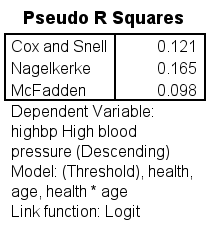 Pseudo R Squares
Cox and Snell 0.121
Nagelkerke 0.165
McFadden 0.098
Dependent Variable:
highbp High blood
pressure (Descending)
Model: (Threshold), health,
age, health * age
Link function: Logit